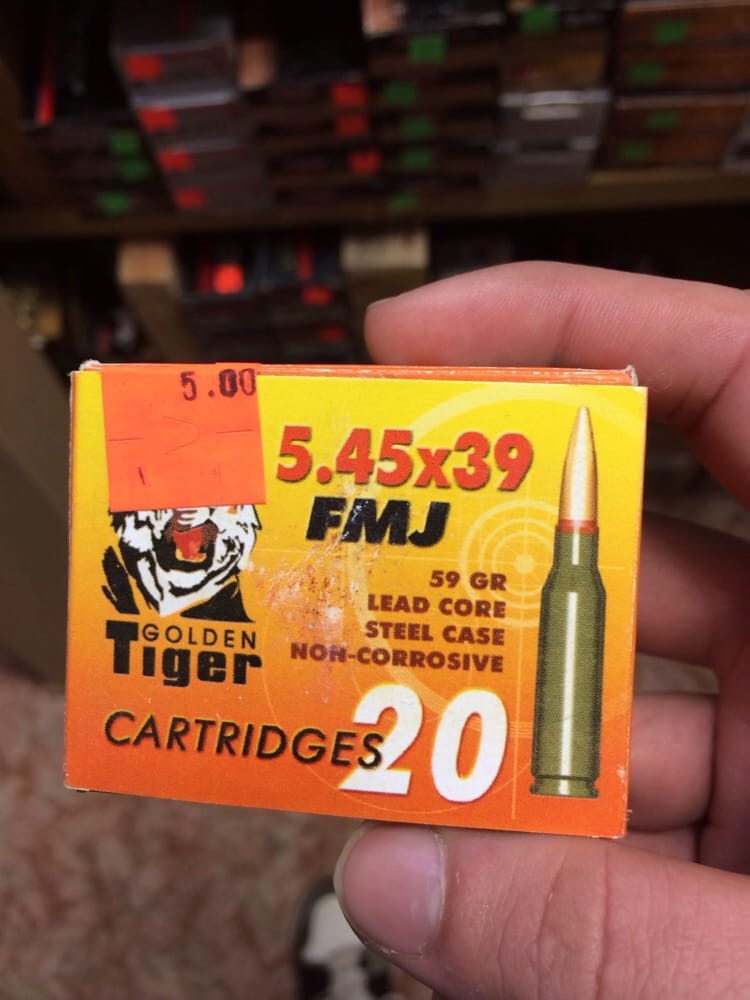 5.00
5.45x39
FMJ
59 GR
LEAD CORE
STEEL CASE
NON-CORROSIVE
GOLDEN
Tiger
CARTRIDGES 20